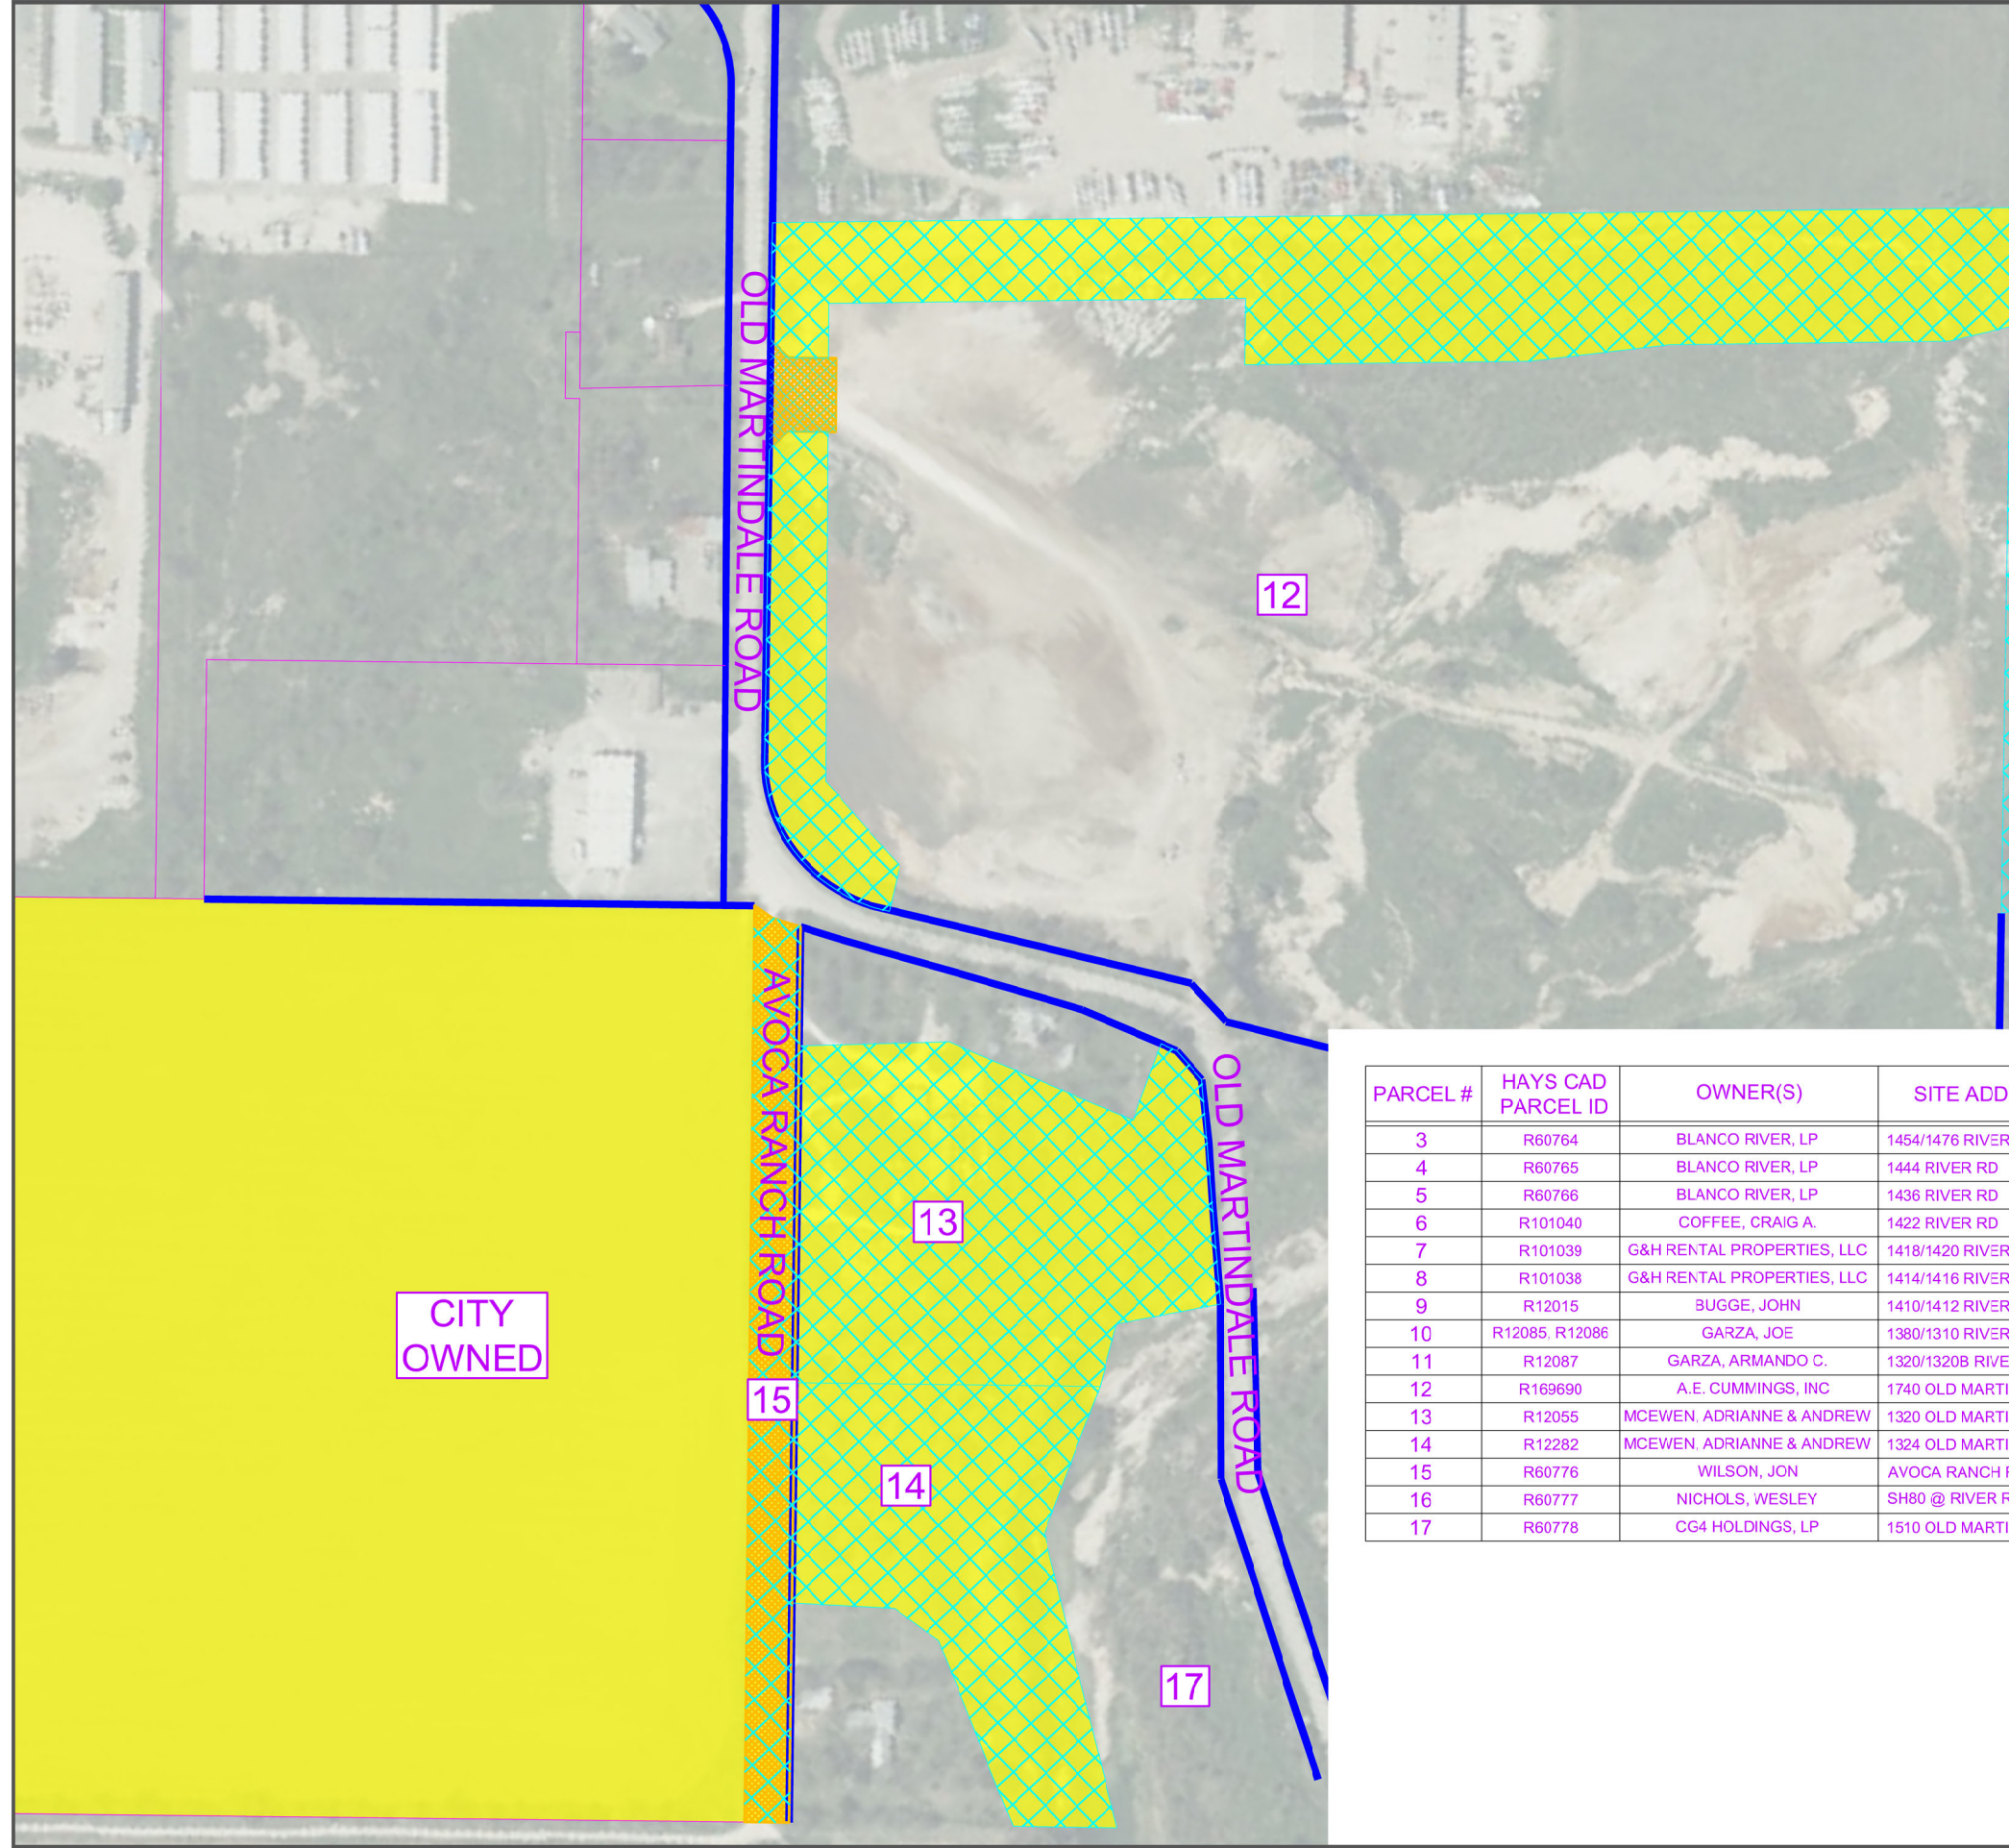 OLD MARTINDALE ROAD
12
AVOCA RANCH ROAD
OLD MARTINDALE ROAD
13
CITY
OWNED
15
14
17
PARCEL # HAYS CAD PARCEL ID OWNER(S) SITE ADD
3 R60764 BLANCO RIVER, LP 1454/1476 RIVER
4 R60765 BLANCO RIVER, LP 1444 RIVER RD
5 R60766 BLANCO RIVER, LP 1436 RIVER RD
6 R101040 COFFEE, CRAIG A. 1422 RIVER RD
7 R101039 G&H RENTAL PROPERTIES, LLC 1418/1420 RIVER
8 R101038 G&H RENTAL PROPERTIES, LLC 1414/1416 RIVER
9 R12015 BUGGE, JOHN 1410/1412 RIVER
10 R12085, R12086 GARZA, JOE 1380/1310 RIVER
11 R12087 GARZA, ARMANDO C. 1320/1320B RIVE
12 R169690 A.E. CUMMINGS, INC 1740 OLD MARTI
13 R12055 MCEWEN, ADRIANNE & ANDREW 1320 OLD MARTI
14 R12282 MCEWEN, ADRIANNE & ANDREW 1324 OLD MARTI
15 R60776 WILSON, JON AVOCA RANCH
16 R60777 NICHOLS, WESLEY SH80 @ RIVER R
17 R60778 CG4 HOLDINGS, LP 1510 OLD MARTI